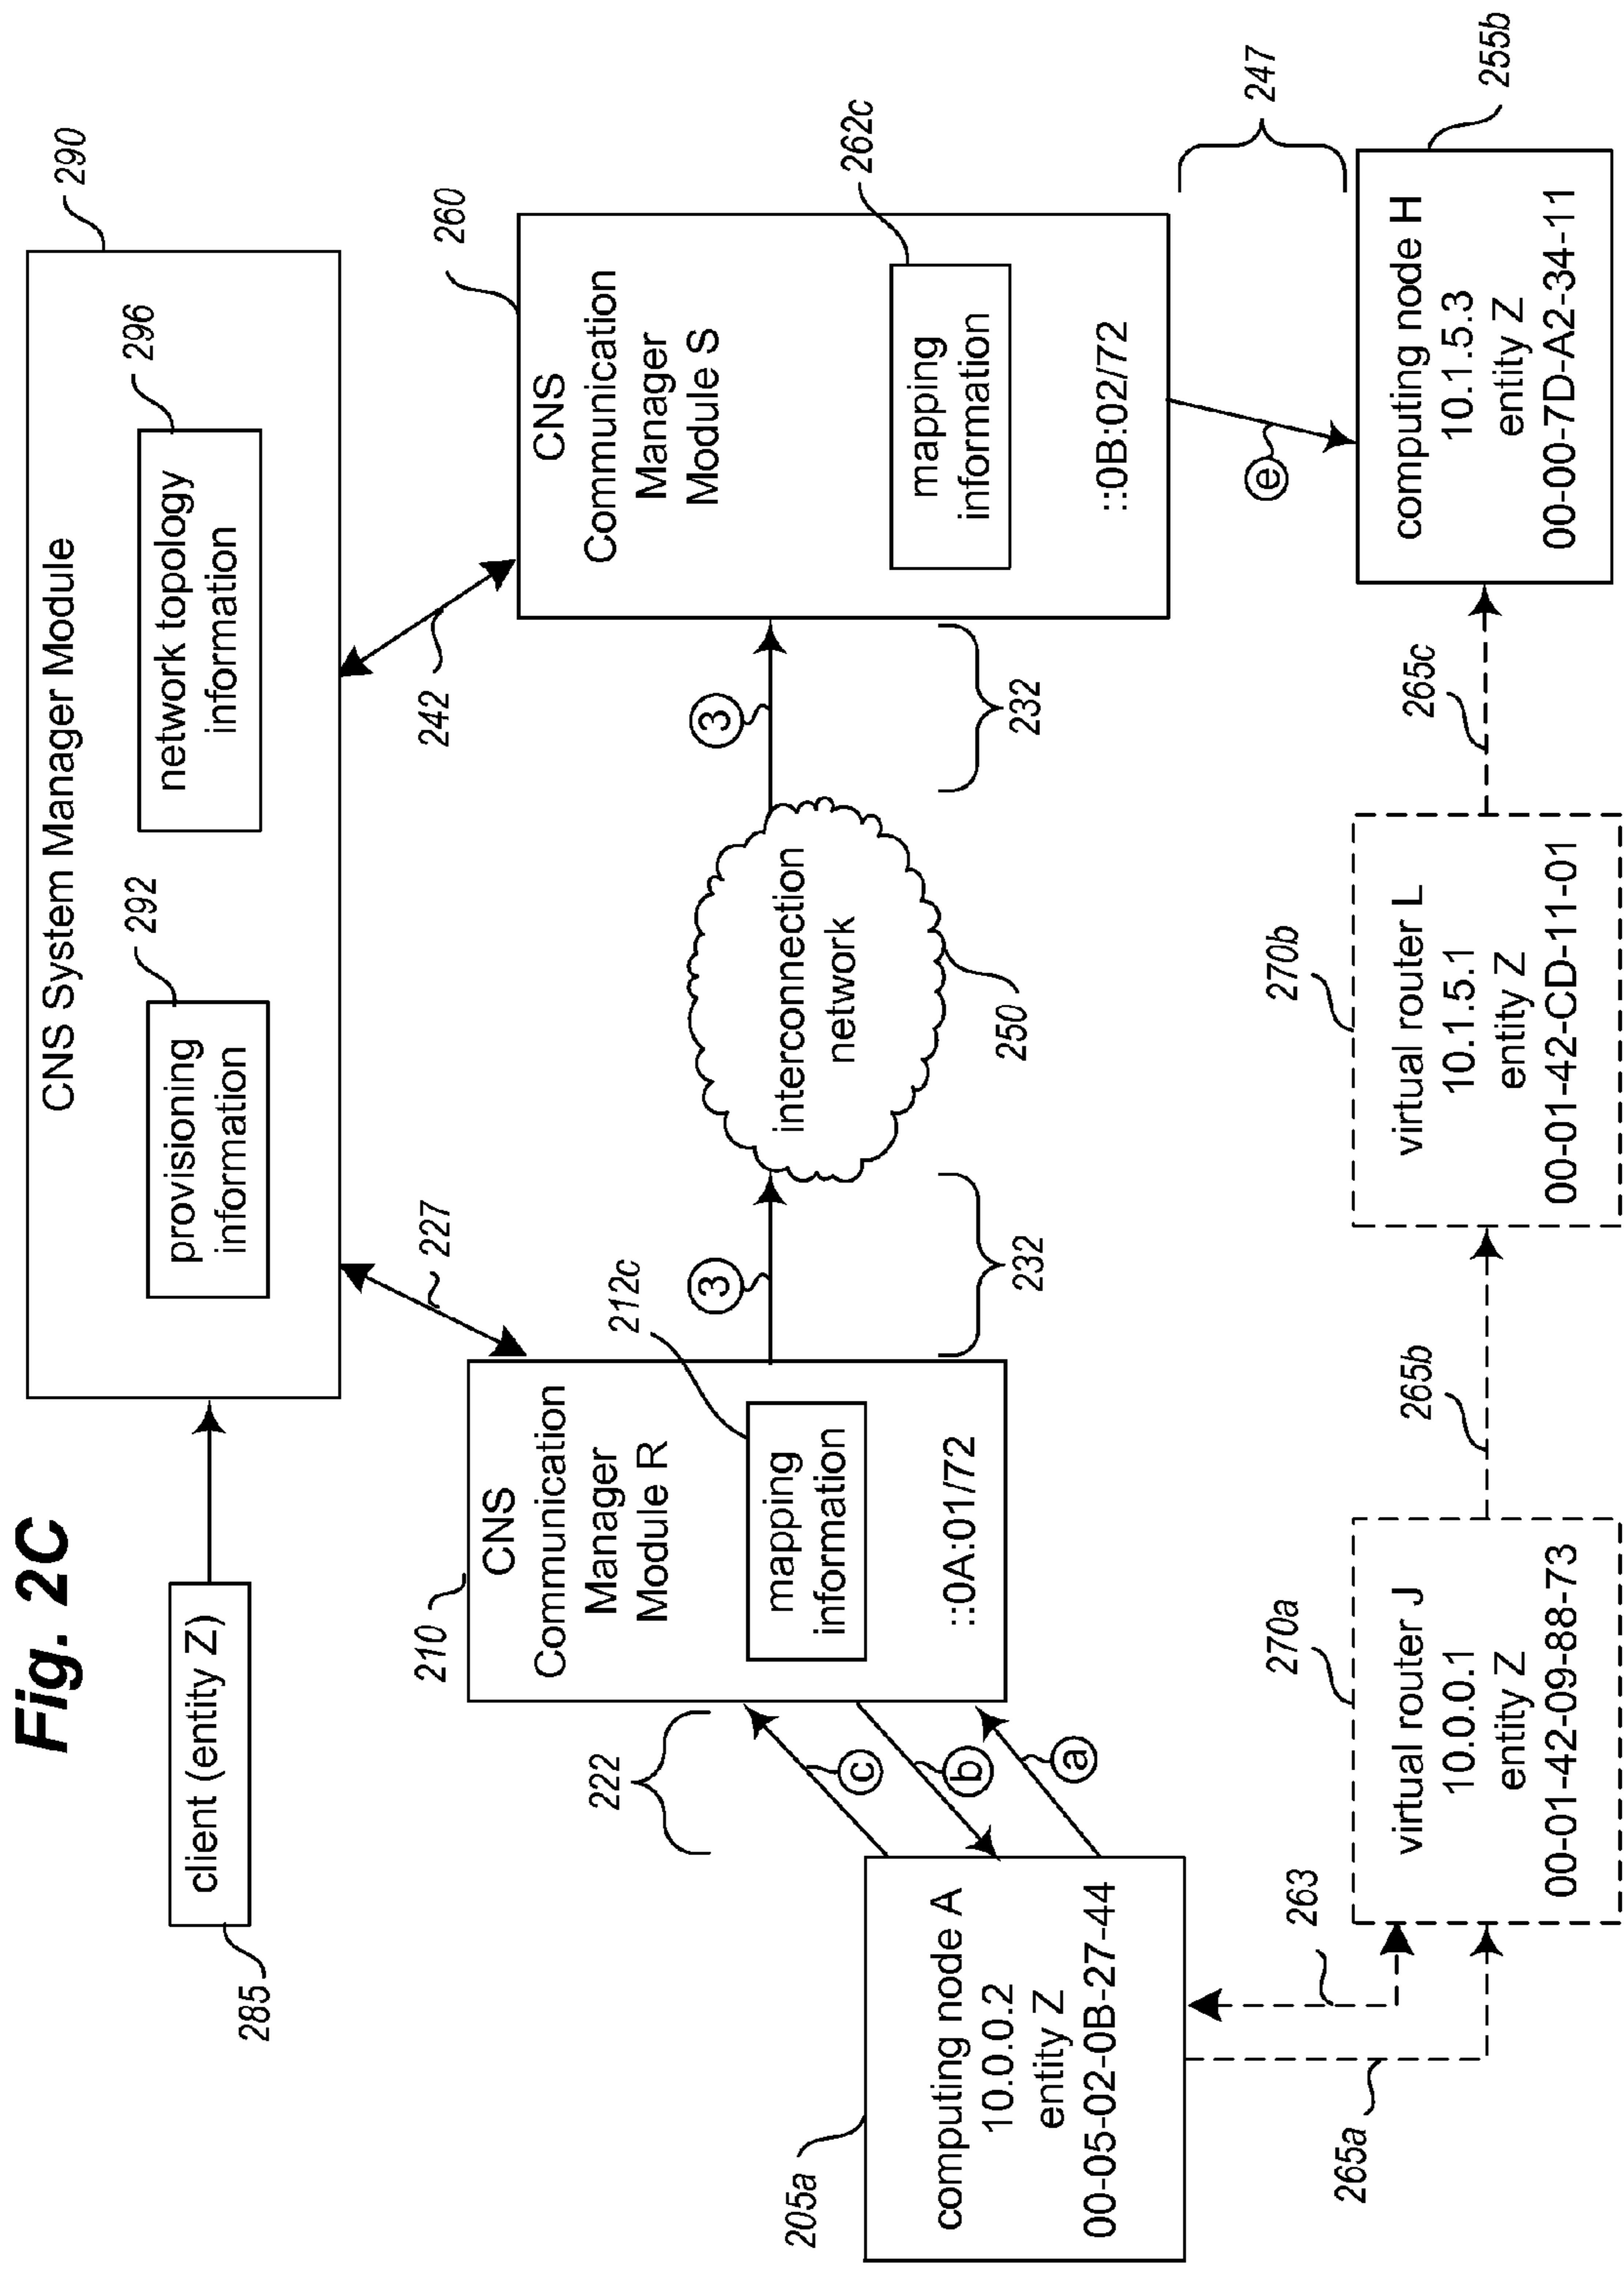 Fig. 2C
client (entity Z)
285
CNS System Manager Module
290
provisioning
information
292
network topology
information
296
227
242
210
CNS
Communication
Manager
Module R
mapping
information
212c
::0A:01/72
3
232
interconnection
network
250
3
232
260
CNS
Communication
Manager
Module S
mapping
information
262c
::0B:02/72
222
c
b
a
e
247
205a
computing node A
10.0.0.2
entity Z
00-05-02-0B-27-44
263
265a
270a
virtual router J
10.0.0.1
entity Z
00-01-42-09-88-73
265b
270b
virtual router L
10.1.5.1
entity Z
00-01-42-CD-11-01
265c
255b
computing node H
10.1.5.3
entity Z
00-00-7D-A2-34-11